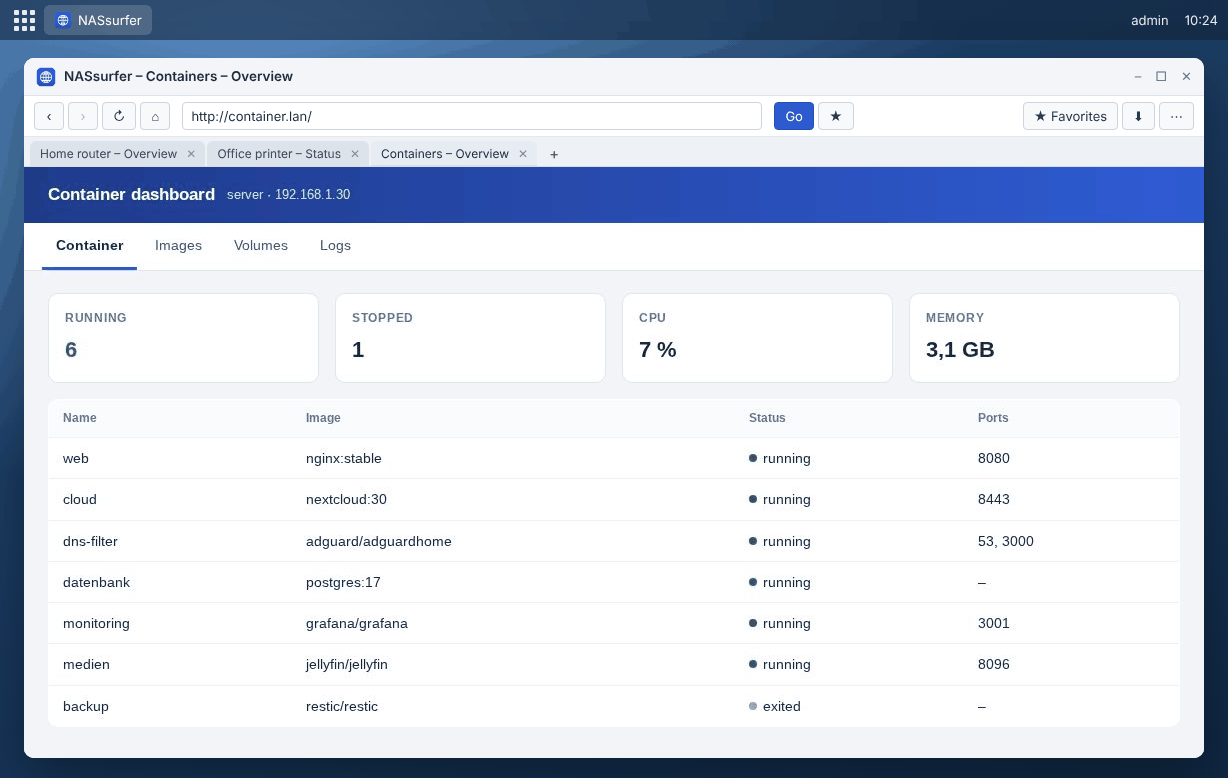 NASsurfer admin 10:24
NASsurfer – Containers – Overview
http://container.lan/ Go ★ ★ Favorites
Home router – Overview Office printer – Status Containers – Overview
Container dashboard server · 192.168.1.30
Container Images Volumes Logs
RUNNING STOPPED CPU MEMORY
6 1 7 % 3,1 GB
Name Image Status Ports
web nginx:stable running 8080
cloud nextcloud:30 running 8443
dns-filter adguard/adguardhome running 53, 3000
datenbank postgres:17 running –
monitoring grafana/grafana running 3001
medien jellyfin/jellyfin running 8096
backup restic/restic exited –